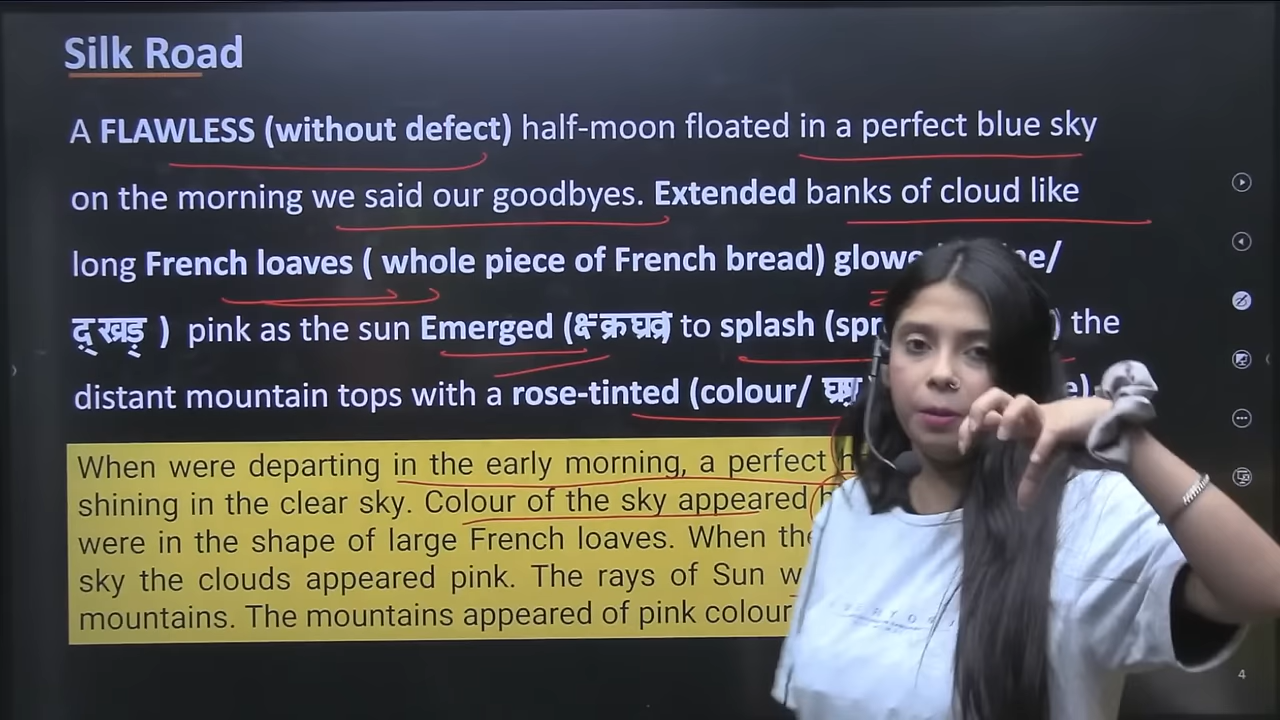 Silk Road
A FLAWLESS (without defect) half-moon floated in a perfect blue sky
on the morning we said our goodbyes. Extended banks of cloud like
long French loaves ( whole piece of French bread)
) pink as the sun Emerged ( to splash the
distant mountain tops with a rose-tinted (colour/
When were departing in the early morning, a perfect
shining in the clear sky. Colour of the sky appeared
were in the shape of large French loaves. When
sky the clouds appeared pink. The rays of Sun
mountains. The mountains appeared of pink colour
4